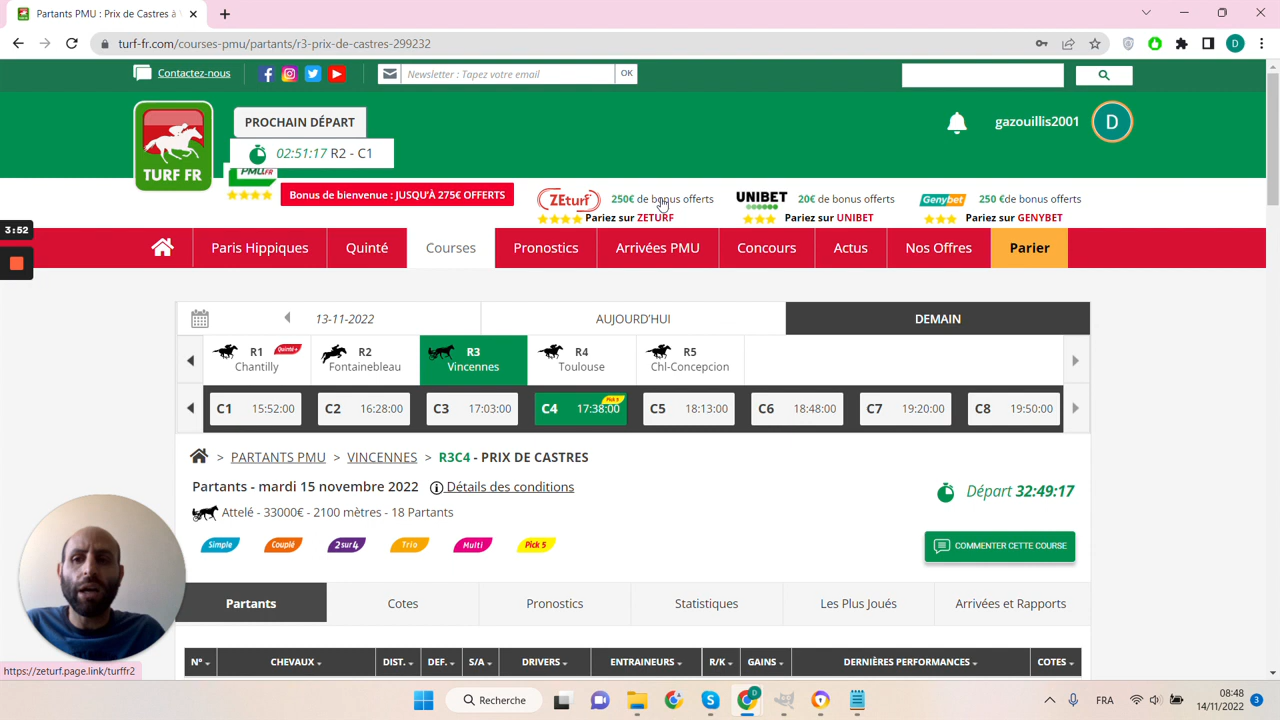 Partants PMU : Prix de Castres à
turf-fr.com/courses-pmu/partants/r3-prix-de-castres-299232
D
Contactez-nous
Newsletter : Tapez votre email
OK
TURF FR
PROCHAIN DÉPART
02:51:17 R2 - C1
gazouillis2001
D
PMU.FR
Bonus de bienvenue : JUSQU'À 275€ OFFERTS
ZEturf
250€ de bonus offerts
Pariez sur ZETURF
UNIBET
20€ de bonus offerts
Pariez sur UNIBET
Genybet
250 €de bonus offerts
Pariez sur GENYBET
3:52
Paris Hippiques
Quinté
Courses
Pronostics
Arrivées PMU
Concours
Actus
Nos Offres
Parier
13-11-2022
AUJOURD'HUI
DEMAIN
R1
Quinté+
Chantilly
R2
Fontainebleau
R3
Vincennes
R4
Toulouse
R5
Chl-Concepcion
C1 15:52:00
C2 16:28:00
C3 17:03:00
C4 17:38:00
Pick 5
C5 18:13:00
C6 18:48:00
C7 19:20:00
C8 19:50:00
> PARTANTS PMU > VINCENNES > R3C4 - PRIX DE CASTRES
Partants - mardi 15 novembre 2022
Détails des conditions
Départ 32:49:17
Attelé - 33000€ - 2100 mètres - 18 Partants
Simple
Couplé
2 sur 4
Trio
Multi
Pick 5
COMMENTER CETTE COURSE
Partants
Cotes
Pronostics
Statistiques
Les Plus Joués
Arrivées et Rapports
N°
CHEVAUX
DIST.
DEF.
S/A
DRIVERS
ENTRAINEURS
R/K
GAINS
DERNIÈRES PERFORMANCES
COTES
https://zeturf.page.link/turffr2
Recherche
FRA
08:48
14/11/2022
3